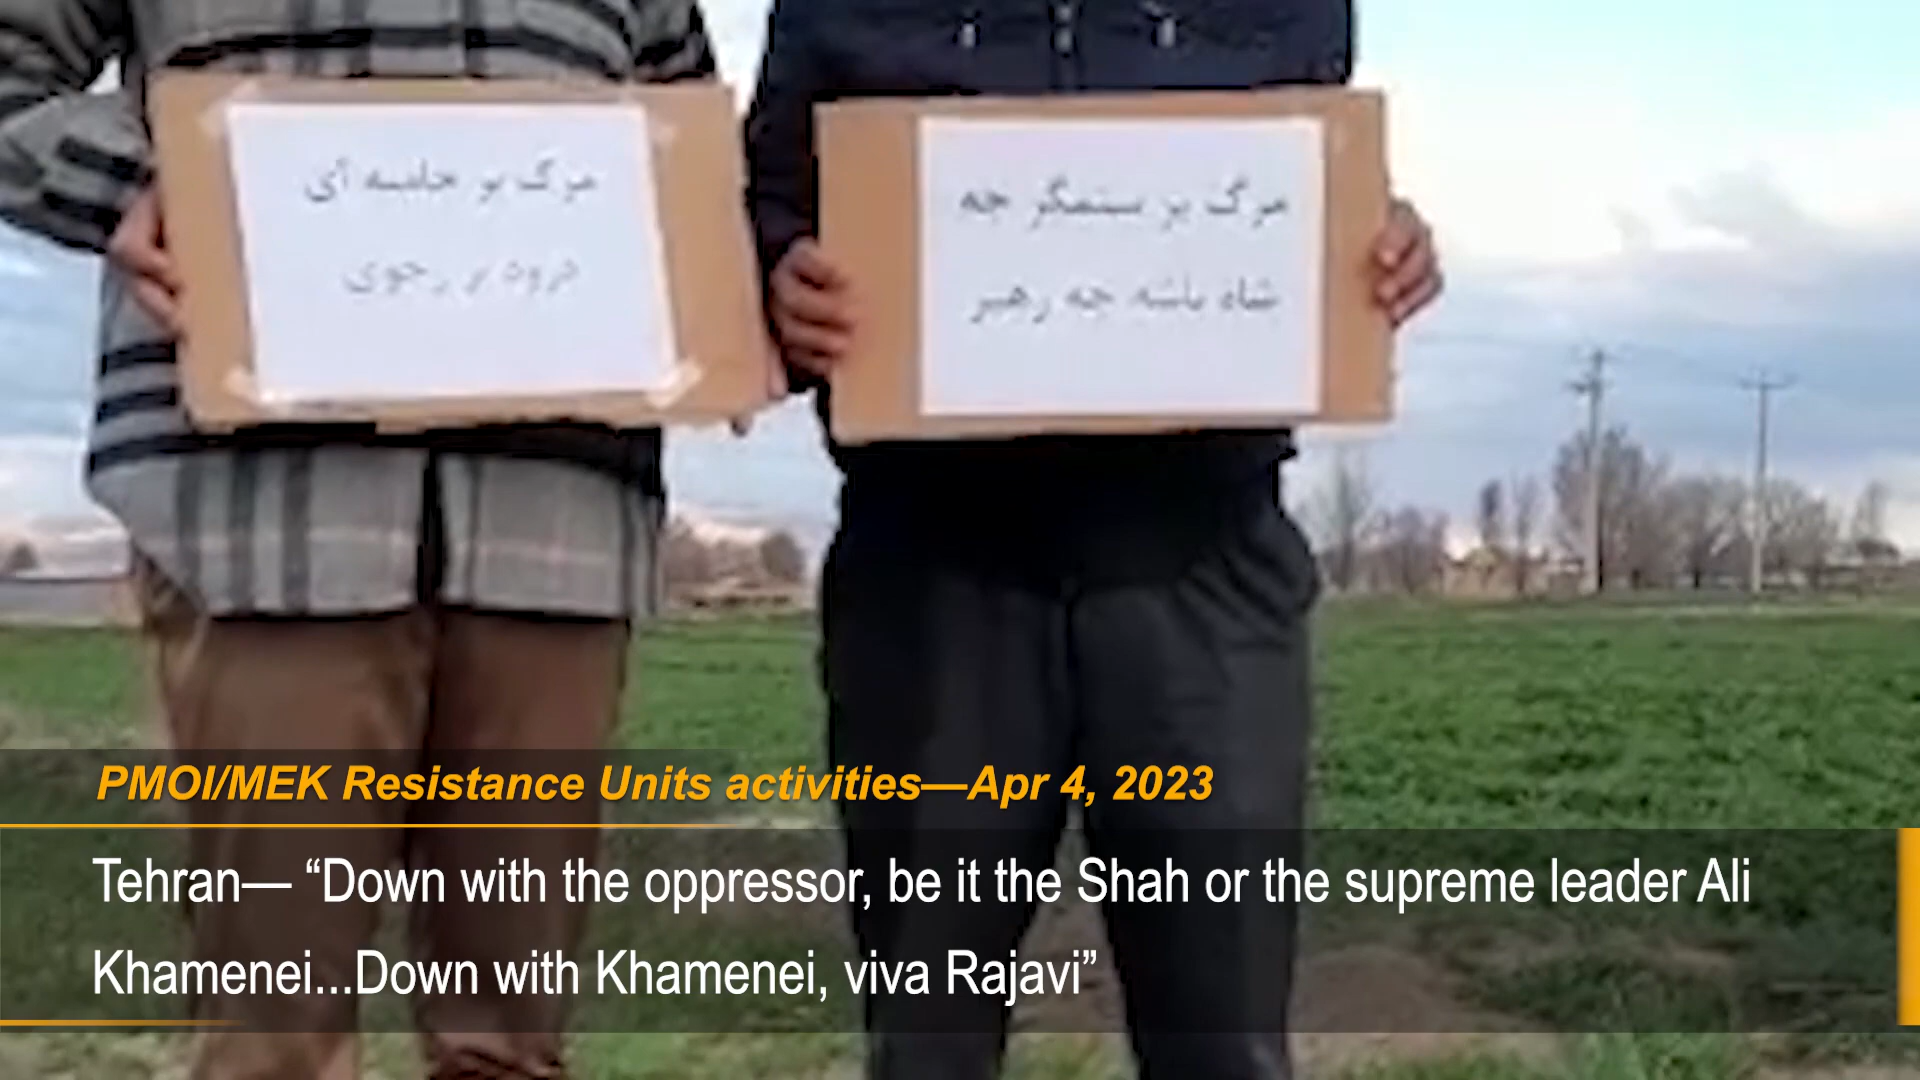 مرگ بر خامنه ای
درود بر رجوی
مرگ بر ستمگر چه
شاه باشه چه رهبر
PMOI/MEK Resistance Units activities—Apr 4, 2023
Tehran— “Down with the oppressor, be it the Shah or the supreme leader Ali
Khamenei...Down with Khamenei, viva Rajavi”